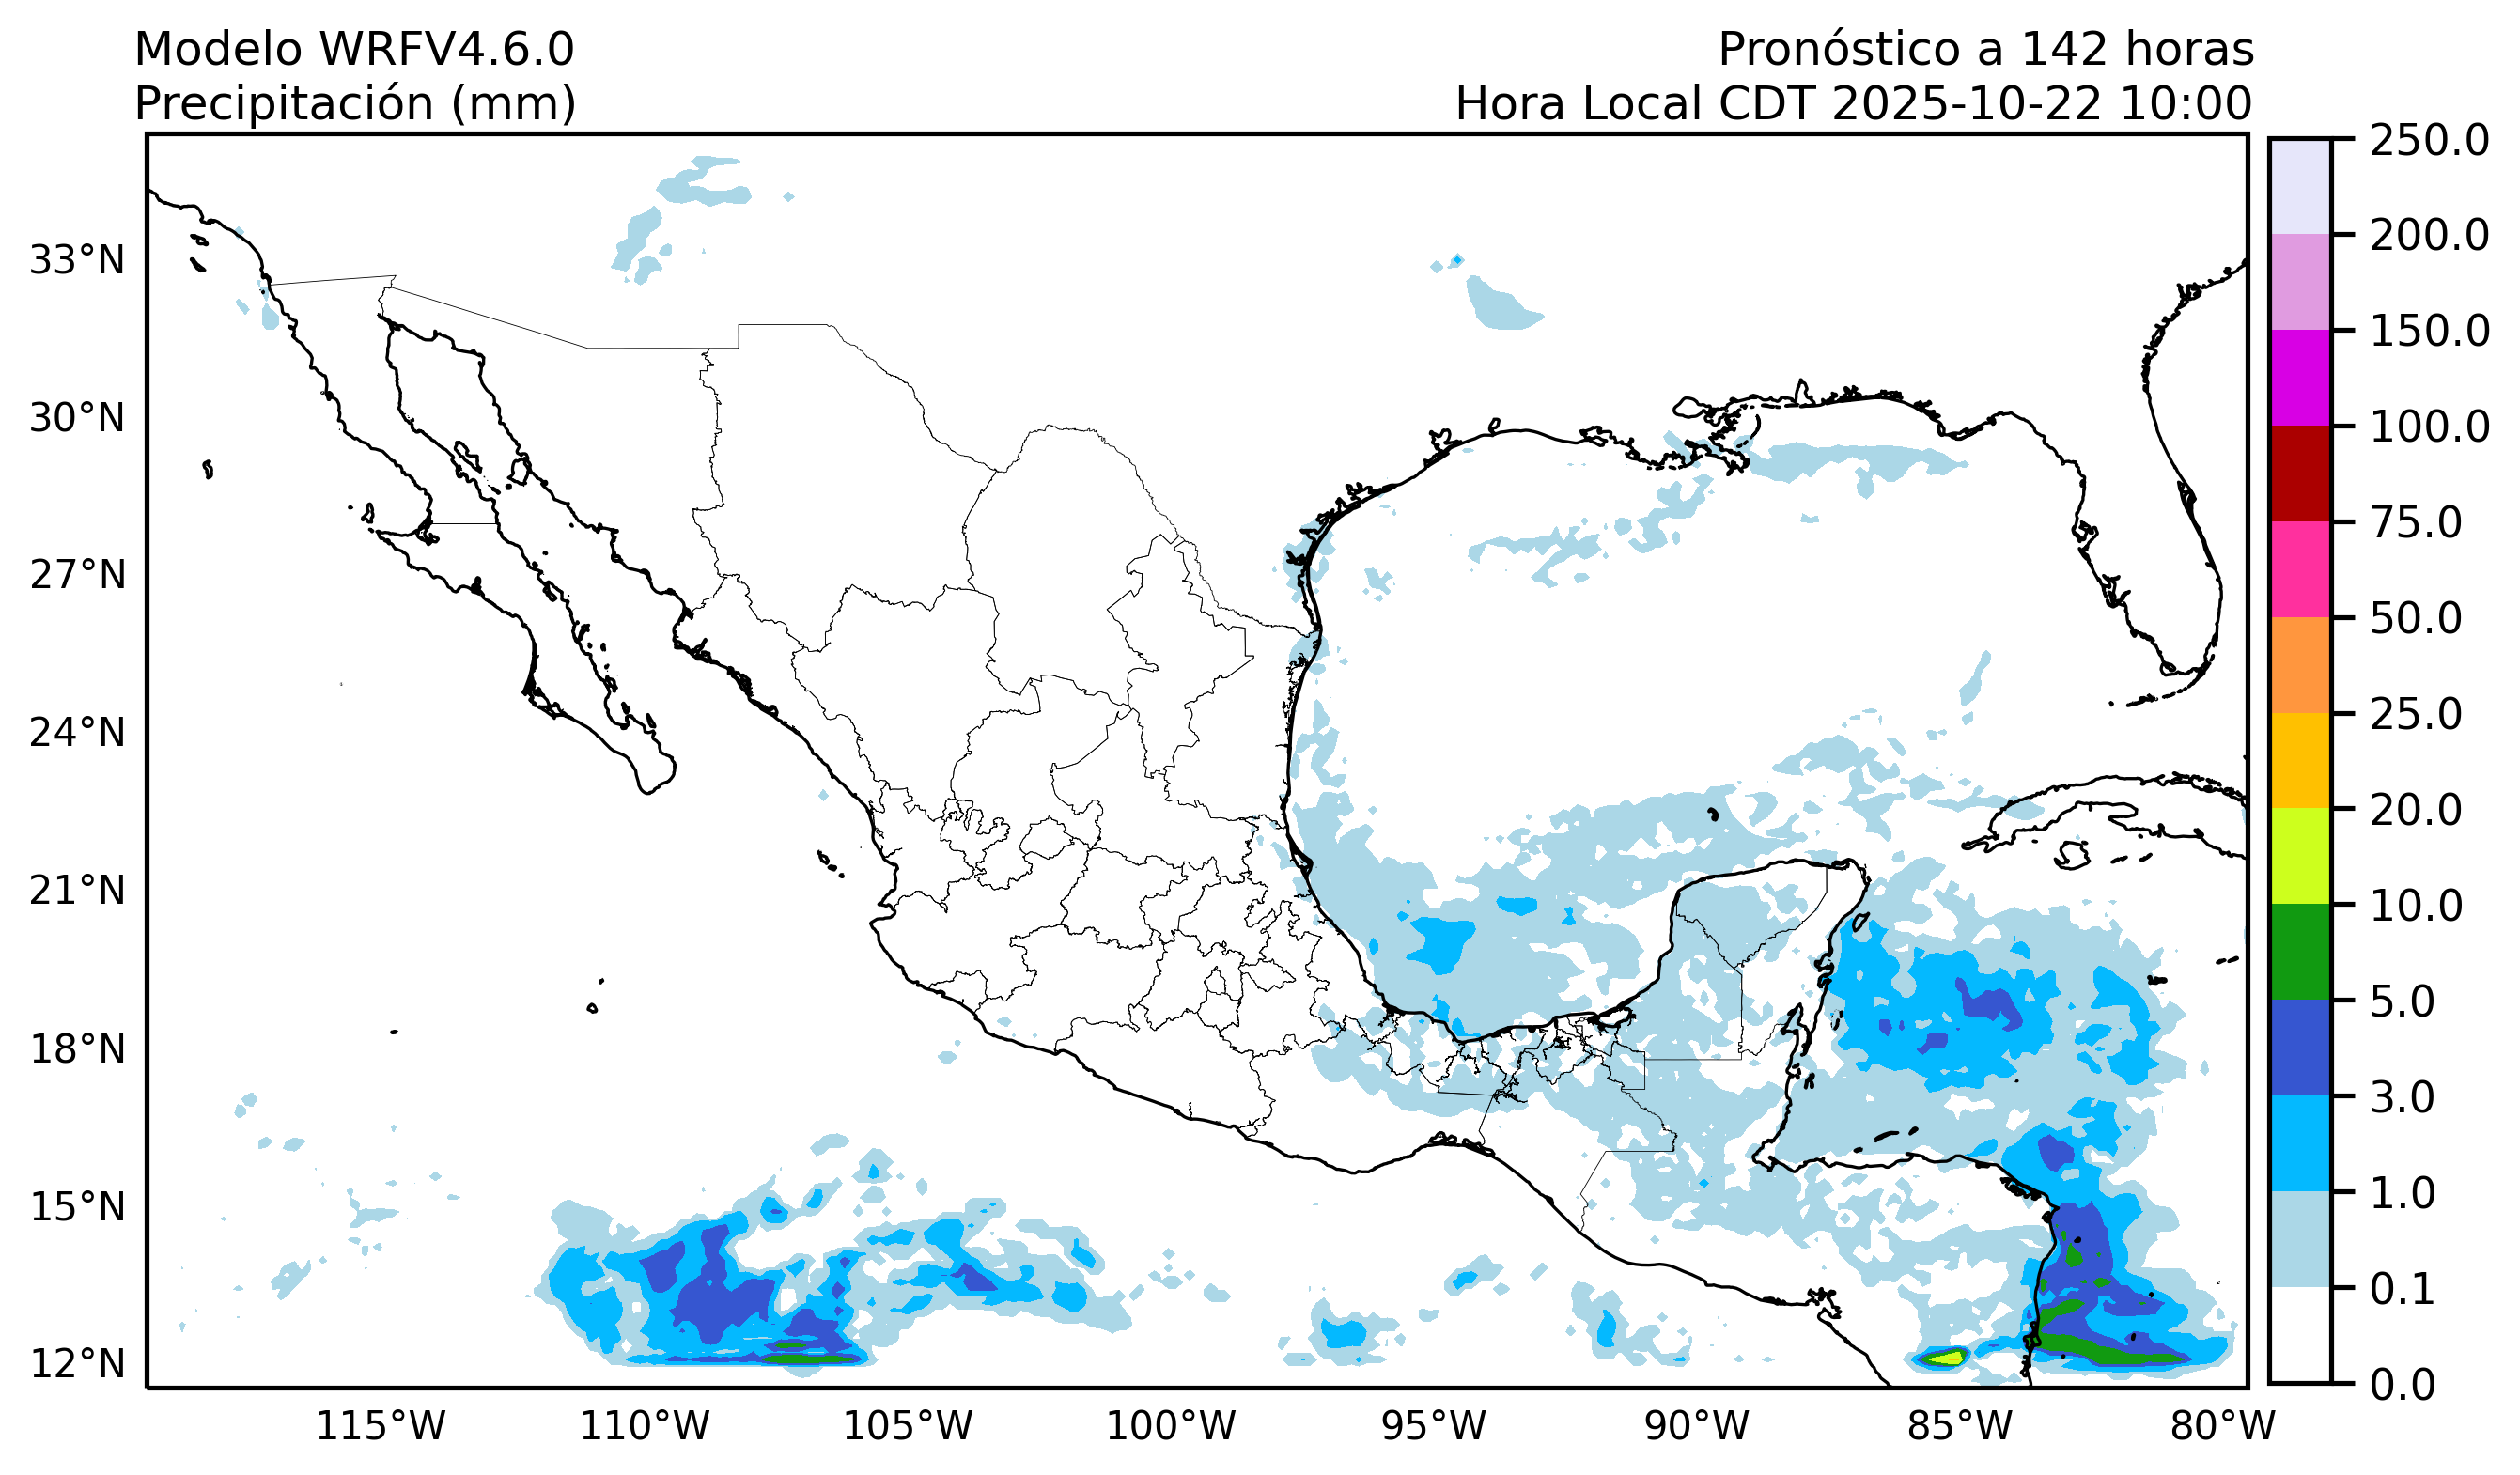 Modelo WRFV4.6.0
Precipitación (mm)
Pronóstico a 142 horas
Hora Local CDT 2025-10-22 10:00
33°N
30°N
27°N
24°N
21°N
18°N
15°N
12°N
115°W
110°W
105°W
100°W
95°W
90°W
85°W
80°W
250.0
200.0
150.0
100.0
75.0
50.0
25.0
20.0
10.0
5.0
3.0
1.0
0.1
0.0